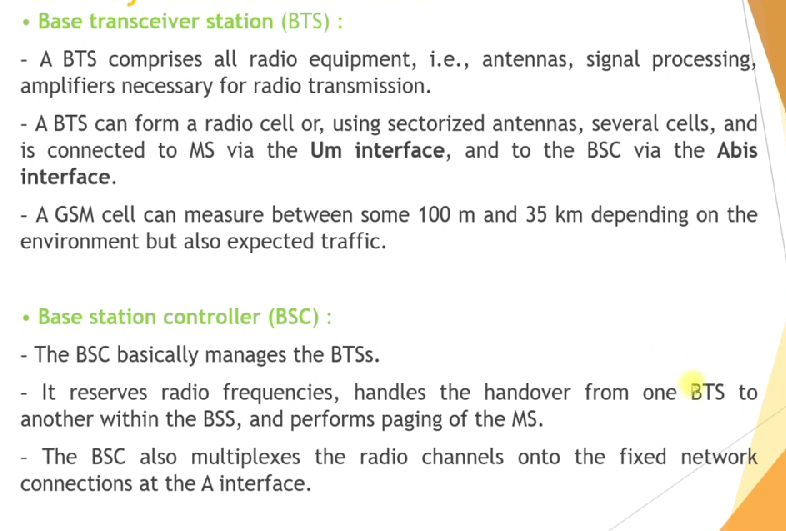 • Base transceiver station (BTS) :
- A BTS comprises all radio equipment, i.e., antennas, signal processing,
amplifiers necessary for radio transmission.
- A BTS can form a radio cell or, using sectorized antennas, several cells, and
is connected to MS via the Um interface, and to the BSC via the Abis
interface.
- A GSM cell can measure between some 100 m and 35 km depending on the
environment but also expected traffic.
• Base station controller (BSC) :
- The BSC basically manages the BTSs.
- It reserves radio frequencies, handles the handover from one BTS to
another within the BSS, and performs paging of the MS.
- The BSC also multiplexes the radio channels onto the fixed network
connections at the A interface.